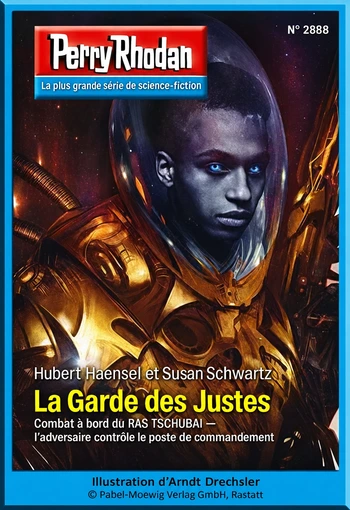 Perry Rhodan
N° 2888
La plus grande série de science-fiction
Hubert Haensel et Susan Schwartz
La Garde des Justes
Combat à bord du RAS TSCHUBAI —
l'adversaire contrôle le poste de commandement
Illustration d'Arndt Drechsler
© Pabel-Moewig Verlag GmbH, Rastatt